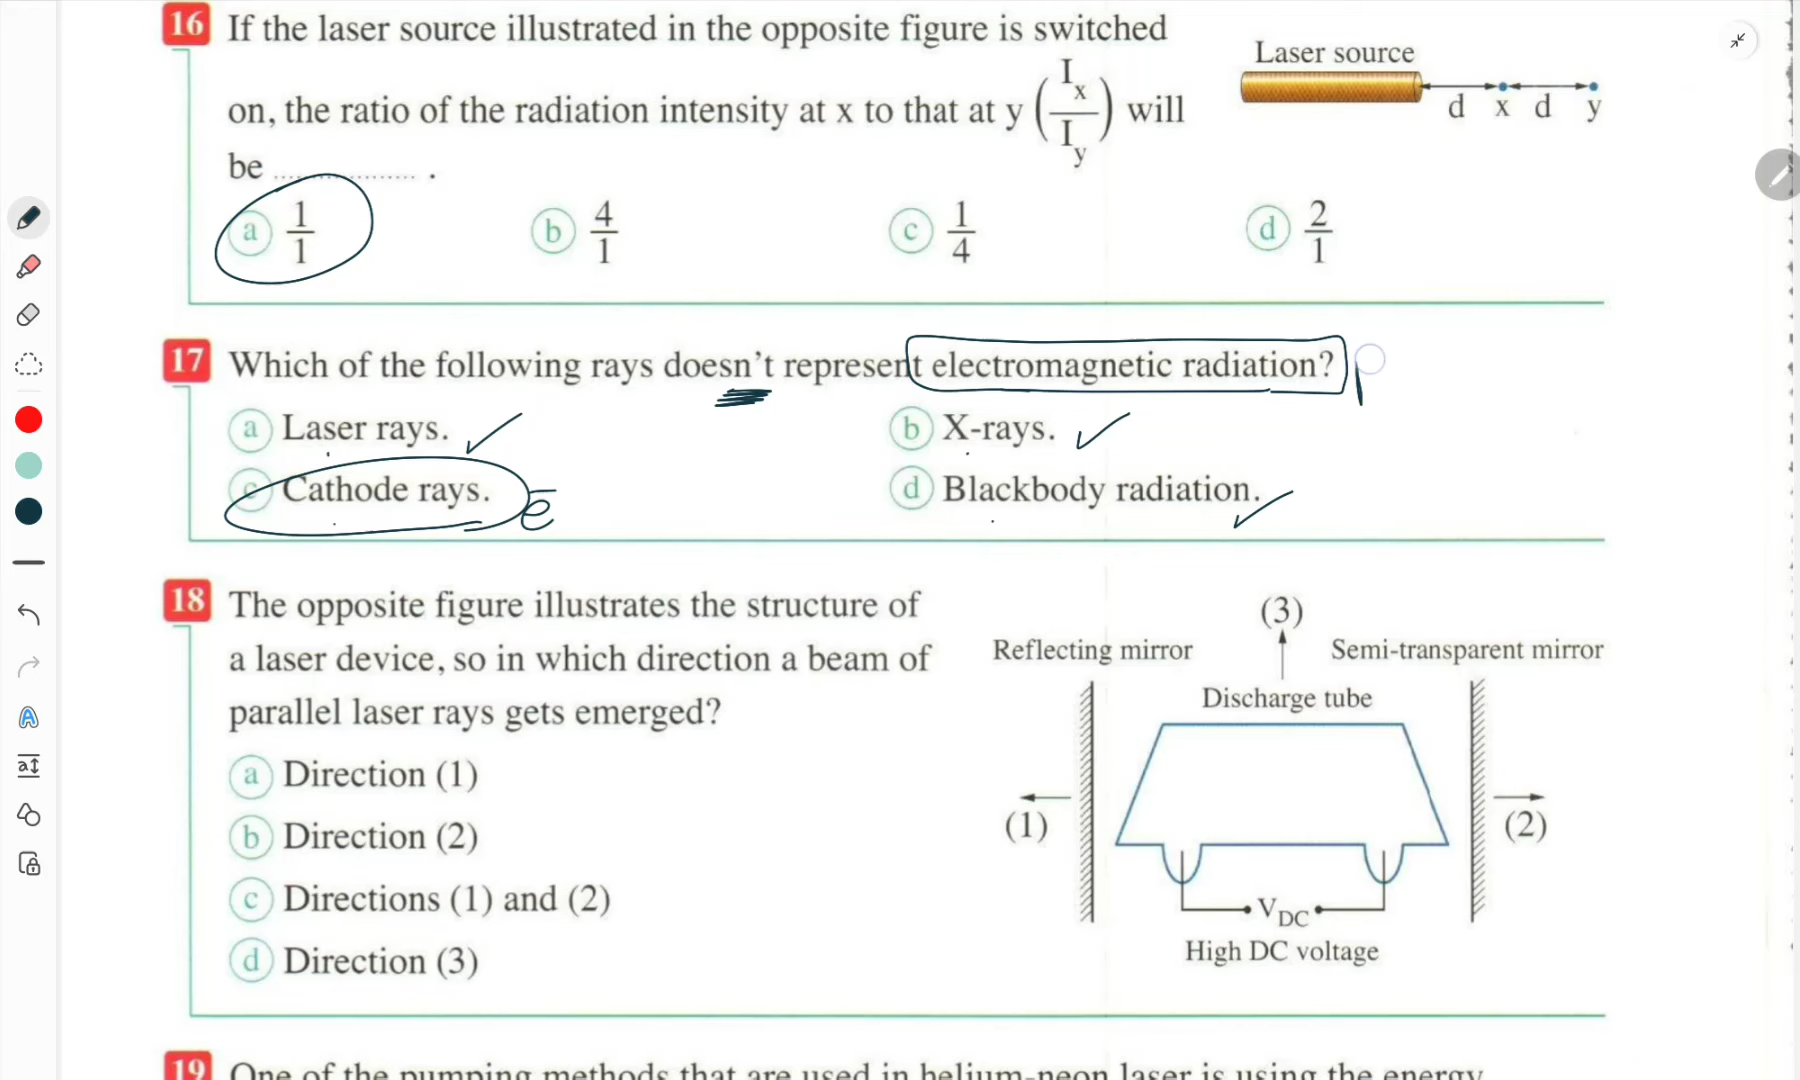 16 If the laser source illustrated in the opposite figure is switched
on, the ratio of the radiation intensity at x to that at y (Ix/Iy) will
be ............... .
Laser source
d x d y
a 1/1
b 4/1
c 1/4
d 2/1
17 Which of the following rays doesn't represent electromagnetic radiation?
a Laser rays.
b X-rays.
c Cathode rays. ē
d Blackbody radiation.
18 The opposite figure illustrates the structure of
a laser device, so in which direction a beam of
parallel laser rays gets emerged?
a Direction (1)
b Direction (2)
c Directions (1) and (2)
d Direction (3)
(3)
Reflecting mirror
Semi-transparent mirror
Discharge tube
(1)
(2)
VDC
High DC voltage
19 One of the pumping methods that are used in helium-neon laser is using the energy